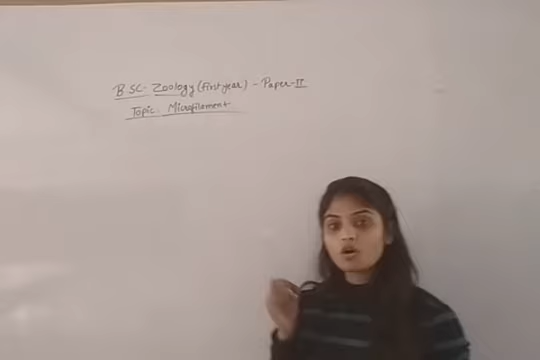 B.SC- Zoology (First year) - Paper-II
Topic:- Microfilament